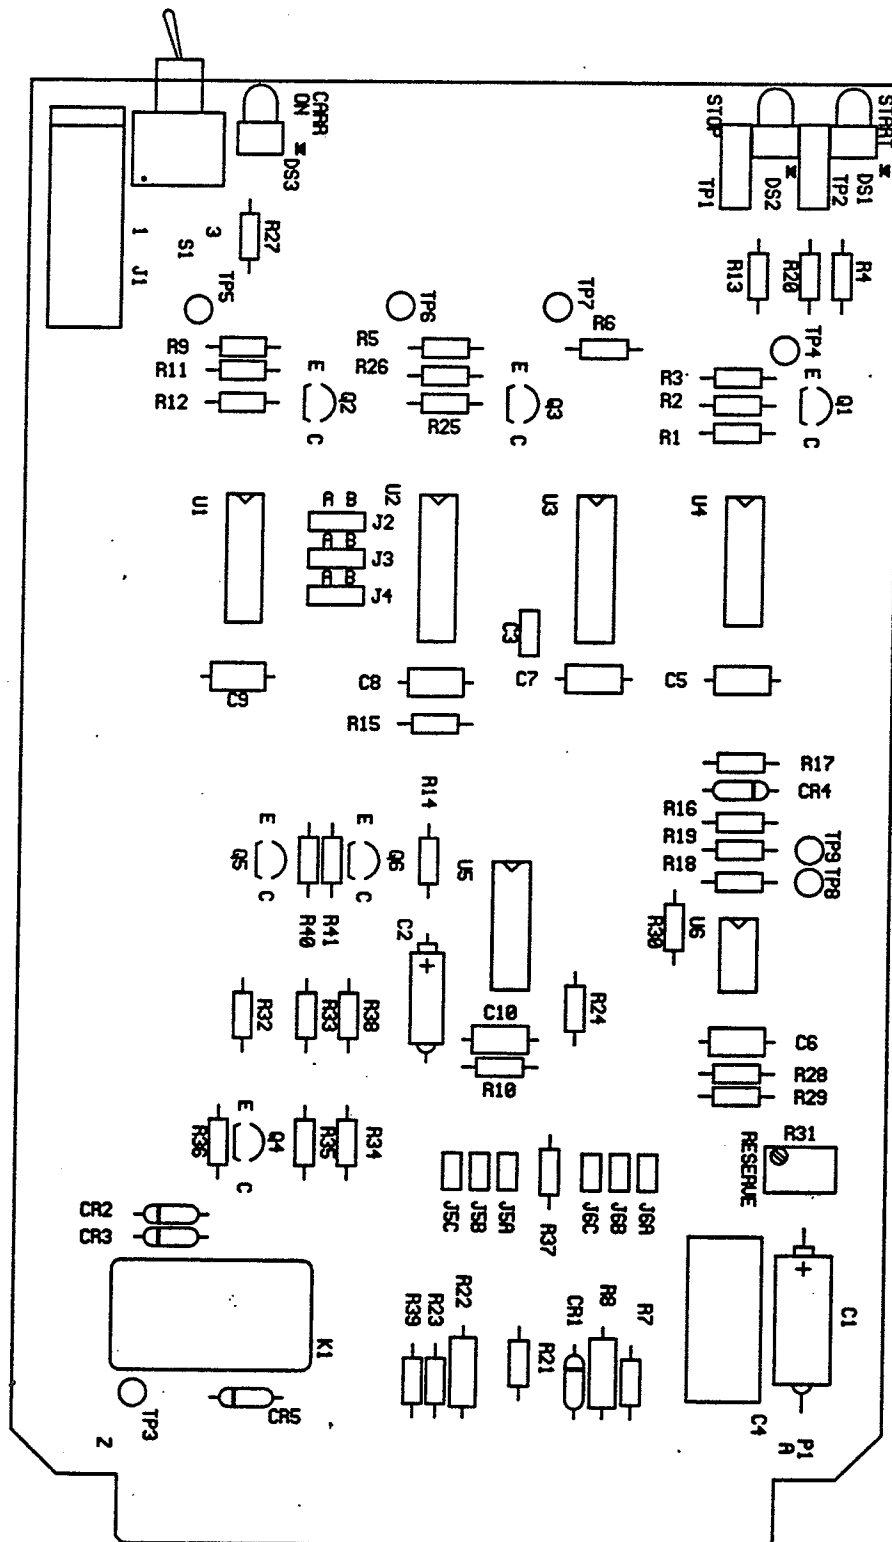 CARR
ON
DS3
STOP
START
TP1
DS2
TP2
DS1
1
3
S1
J1
R27
R13
R20
R4
TP5
TP6
TP7
TP4
R9
R11
R12
E
Q2
C
R5
R26
R25
E
Q3
C
R6
R3
R2
R1
E
Q1
C
U1
A B
J2
A B
J3
A B
J4
U2
U3
U4
C3
C9
C8
C7
C5
R15
R17
CR4
R16
R19
R18
TP9
TP8
R14
E
Q5
C
R40
R41
E
Q6
C
U5
C2
+
R30
U6
R32
R33
R38
C10
R10
R24
C6
R28
R29
R31
RESERVE
R36
E
Q4
C
R35
R34
J5C
J5B
J5A
R37
J6C
J6B
J6A
CR2
CR3
K1
+
C1
R39
R23
R22
R21
CR1
R8
R7
TP3
CR5
Z
C4
P1
A